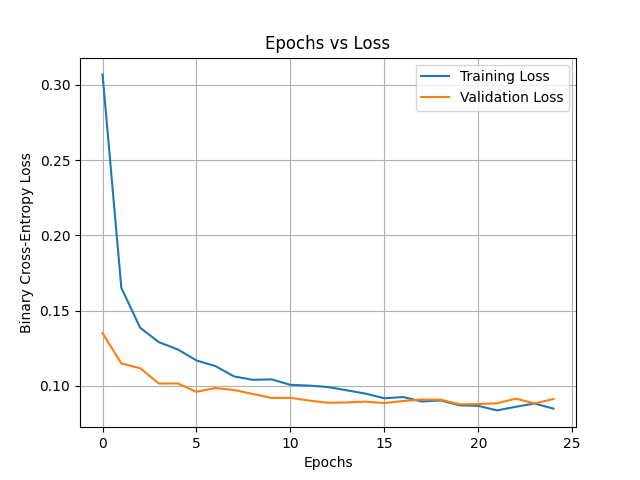 Epochs vs Loss
Training Loss
Validation Loss
0.30
0.25
0.20
0.15
0.10
Binary Cross-Entropy Loss
0 5 10 15 20 25
Epochs